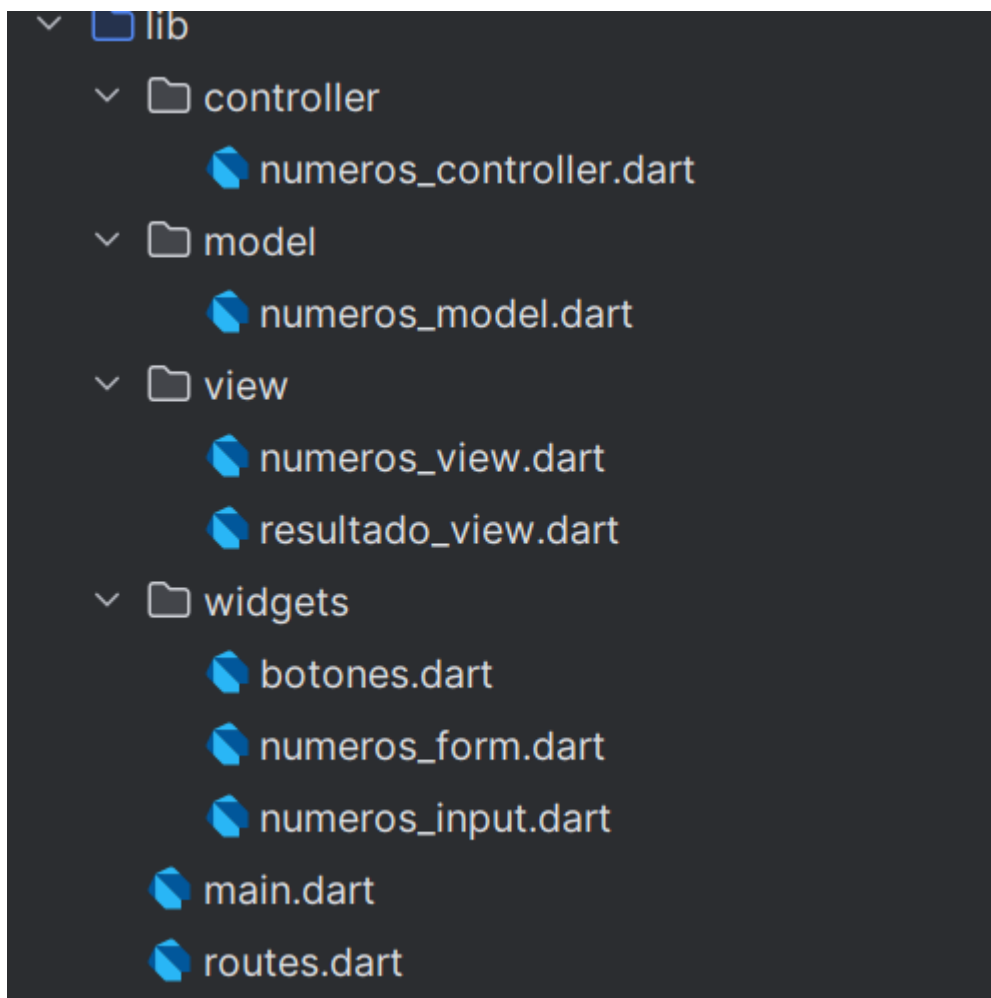 lib
controller
numeros_controller.dart
model
numeros_model.dart
view
numeros_view.dart
resultado_view.dart
widgets
botones.dart
numeros_form.dart
numeros_input.dart
main.dart
routes.dart